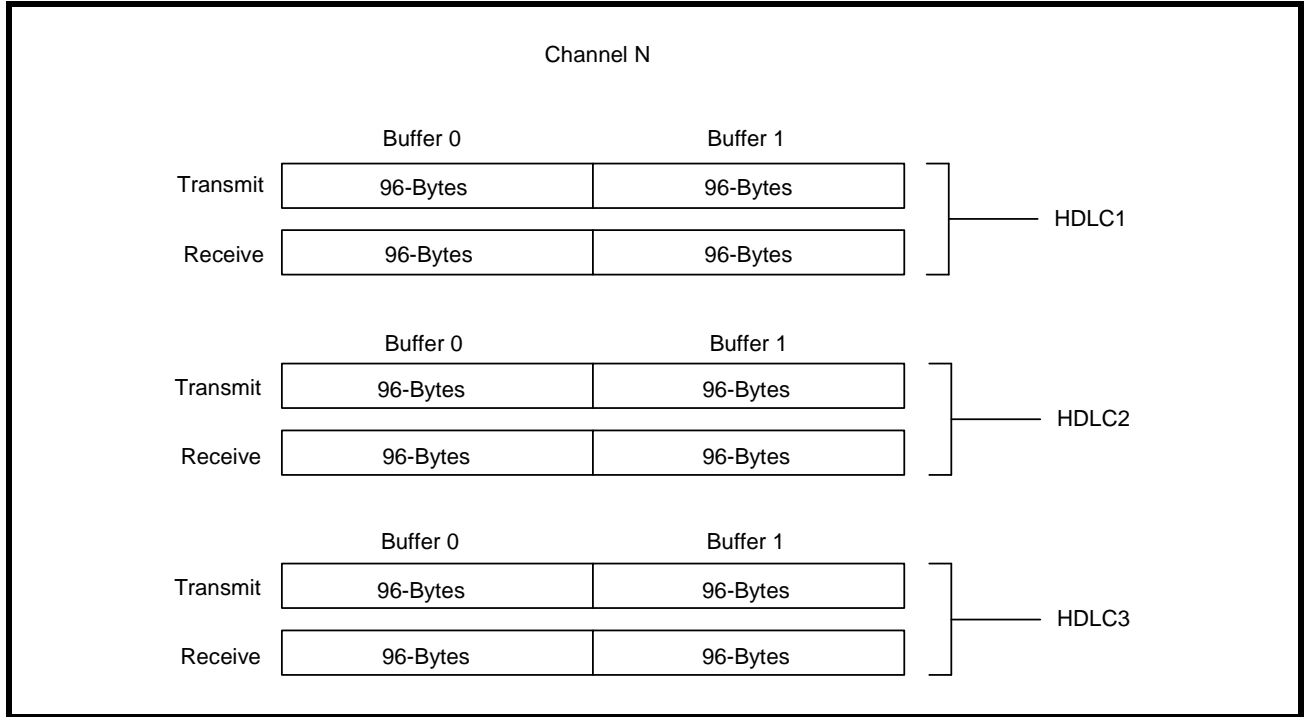 Channel N
Buffer 0 Buffer 1
Transmit 96-Bytes 96-Bytes
HDLC1
Receive 96-Bytes 96-Bytes
Buffer 0 Buffer 1
Transmit 96-Bytes 96-Bytes
HDLC2
Receive 96-Bytes 96-Bytes
Buffer 0 Buffer 1
Transmit 96-Bytes 96-Bytes
HDLC3
Receive 96-Bytes 96-Bytes